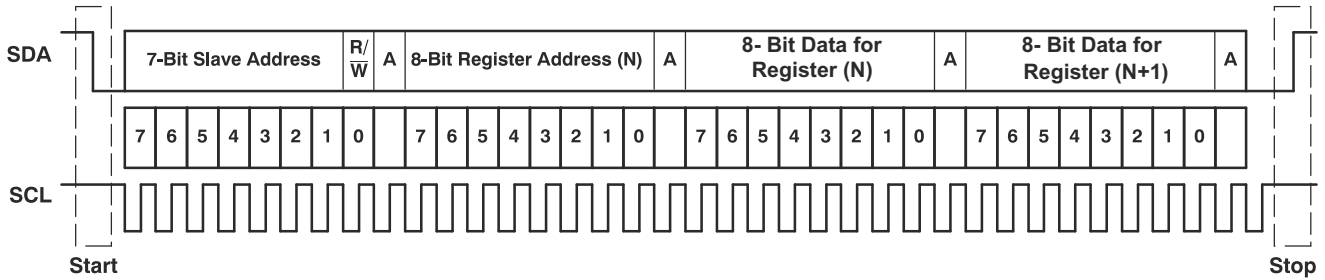 SDA
7-Bit Slave Address
R/
W
A
8-Bit Register Address (N)
A
8- Bit Data for
Register (N)
A
8- Bit Data for
Register (N+1)
A
7 6 5 4 3 2 1 0 7 6 5 4 3 2 1 0 7 6 5 4 3 2 1 0 7 6 5 4 3 2 1 0
SCL
Start
Stop